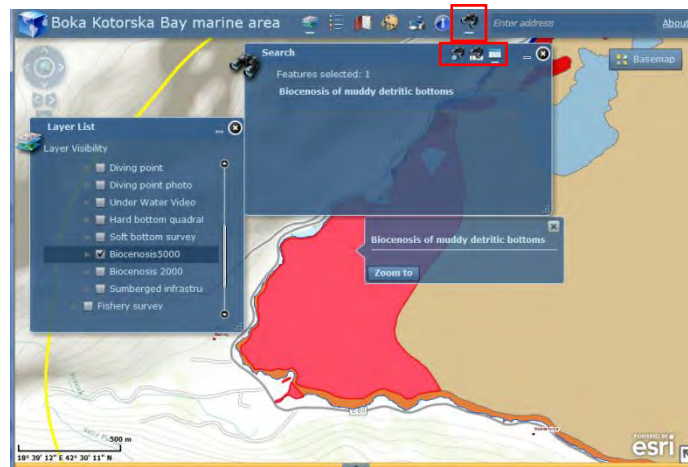 Boka Kotorska Bay marine area
Enter address
About
Search
Basemap
Features selected: 1
Biocenosis of muddy detritic bottoms
Layer List
Layer Visibility
Diving point
Diving point photo
Under Water Video
Hard bottom quadral
Soft bottom survey
Biocenosis5000
Biocenosis 2000
Sumberged infrastru
Fishery survey
Biocenosis of muddy detritic bottoms
Zoom to
E 80
500 m
18° 39' 12" E 42° 30' 11" N
POWERED BY
esri